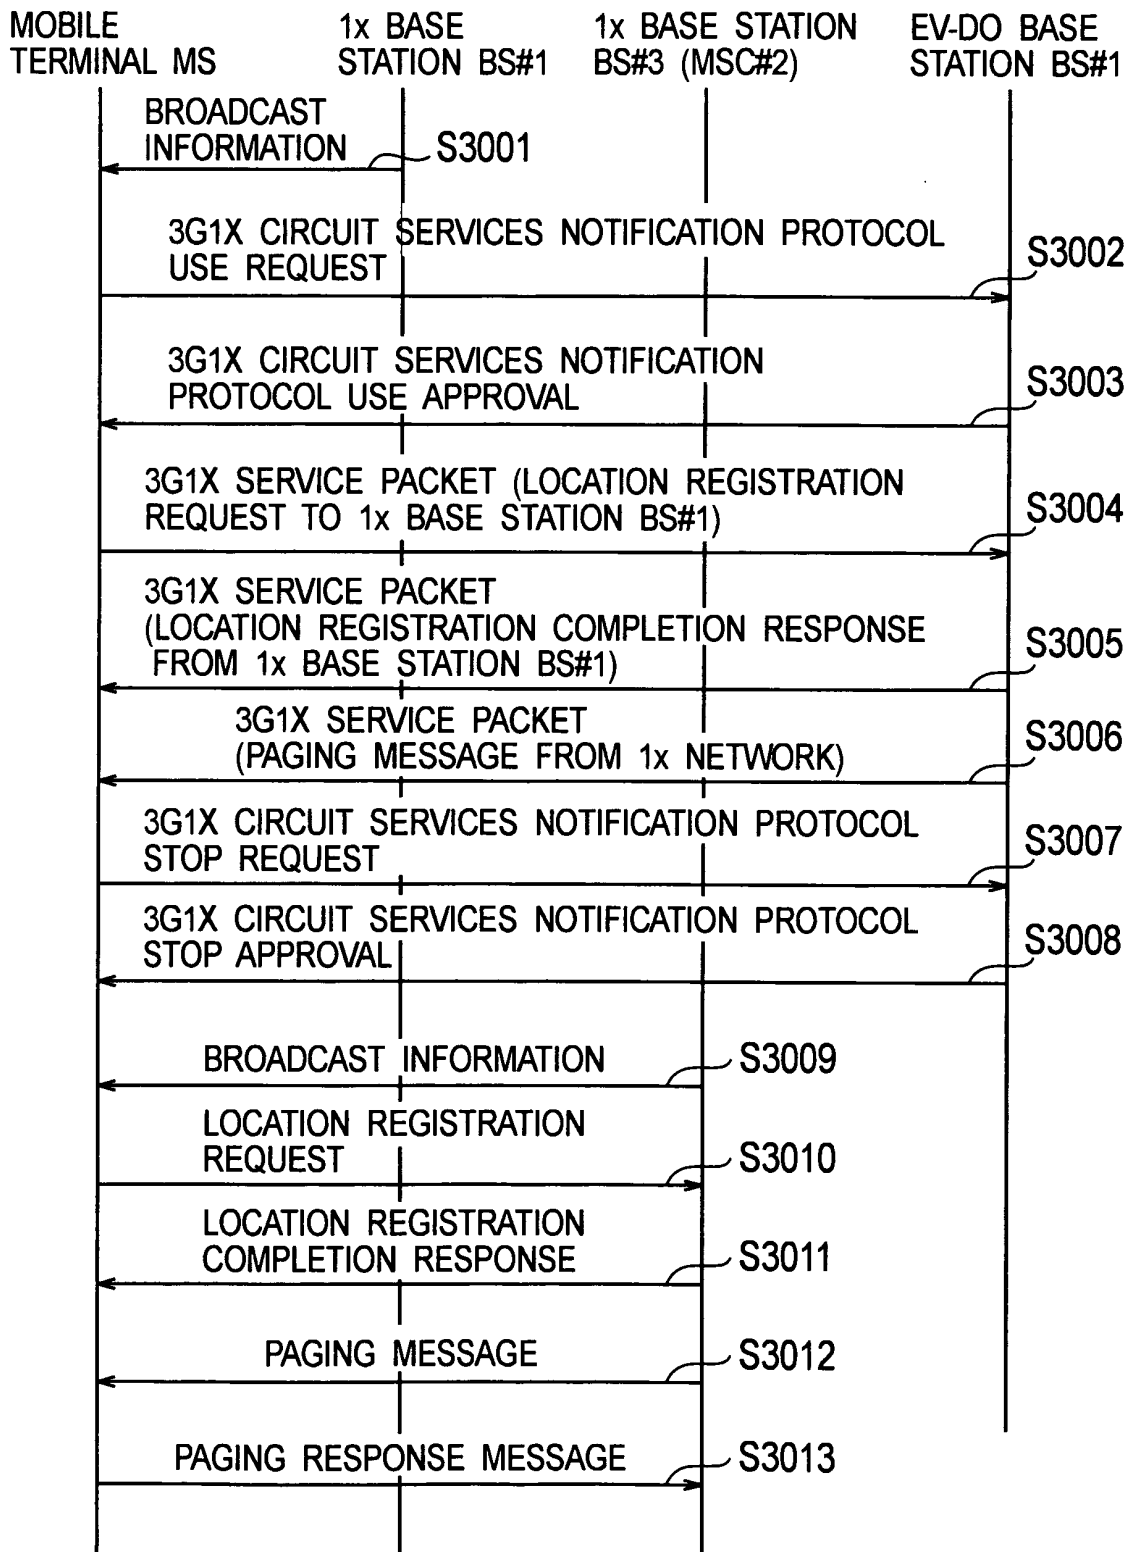 MOBILE
TERMINAL MS
1x BASE
STATION BS#1
1x BASE STATION
BS#3 (MSC#2)
EV-DO BASE
STATION BS#1
BROADCAST
INFORMATION
S3001
3G1X CIRCUIT SERVICES NOTIFICATION PROTOCOL
USE REQUEST
S3002
3G1X CIRCUIT SERVICES NOTIFICATION
PROTOCOL USE APPROVAL
S3003
3G1X SERVICE PACKET (LOCATION REGISTRATION
REQUEST TO 1x BASE STATION BS#1)
S3004
3G1X SERVICE PACKET
(LOCATION REGISTRATION COMPLETION RESPONSE
FROM 1x BASE STATION BS#1)
S3005
3G1X SERVICE PACKET
(PAGING MESSAGE FROM 1x NETWORK)
S3006
3G1X CIRCUIT SERVICES NOTIFICATION PROTOCOL
STOP REQUEST
S3007
3G1X CIRCUIT SERVICES NOTIFICATION PROTOCOL
STOP APPROVAL
S3008
BROADCAST INFORMATION
S3009
LOCATION REGISTRATION
REQUEST
S3010
LOCATION REGISTRATION
COMPLETION RESPONSE
S3011
PAGING MESSAGE
S3012
PAGING RESPONSE MESSAGE
S3013